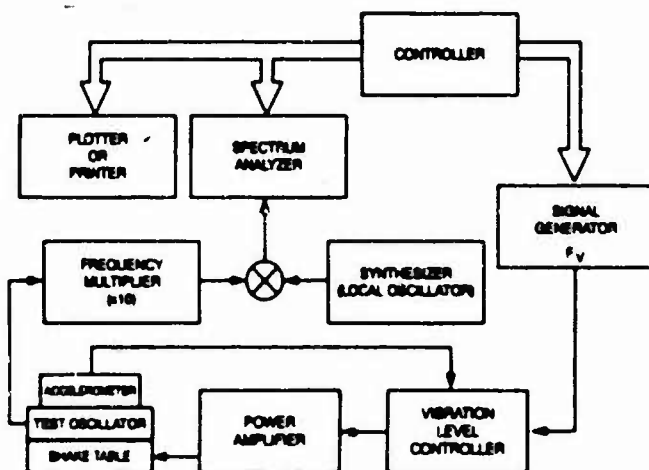 CONTROLLER
PLOTTER
OR
PRINTER
SPECTRUM
ANALYZER
SIGNAL
GENERATOR
F V
FREQUENCY
MULTIPLIER
(×10)
SYNTHESIZER
(LOCAL OSCILLATOR)
ACCELEROMETER
TEST OSCILLATOR
SHAKE TABLE
POWER
AMPLIFIER
VIBRATION
LEVEL
CONTROLLER